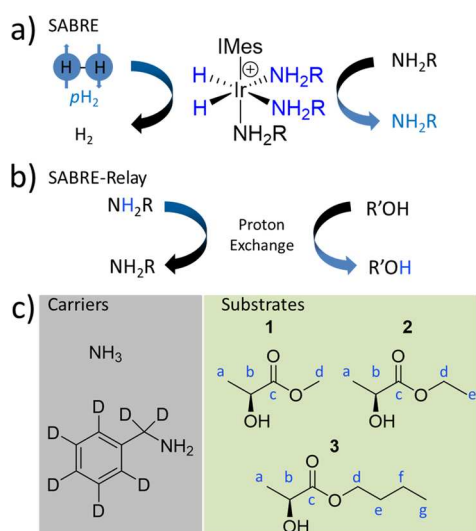 a) SABRE
H H
pH₂
H₂
IMes
⊕
H Ir NH₂R
H NH₂R
NH₂R
NH₂R
NH₂R
b) SABRE-Relay
NH₂R
NH₂R
Proton
Exchange
R'OH
R'OH
c) Carriers
NH₃
D D
D D
D D
D
NH₂
Substrates
1
a b c d
O
O
OH
2
a b c d e
O
O
OH
3
a b c d e f g
O
O
OH